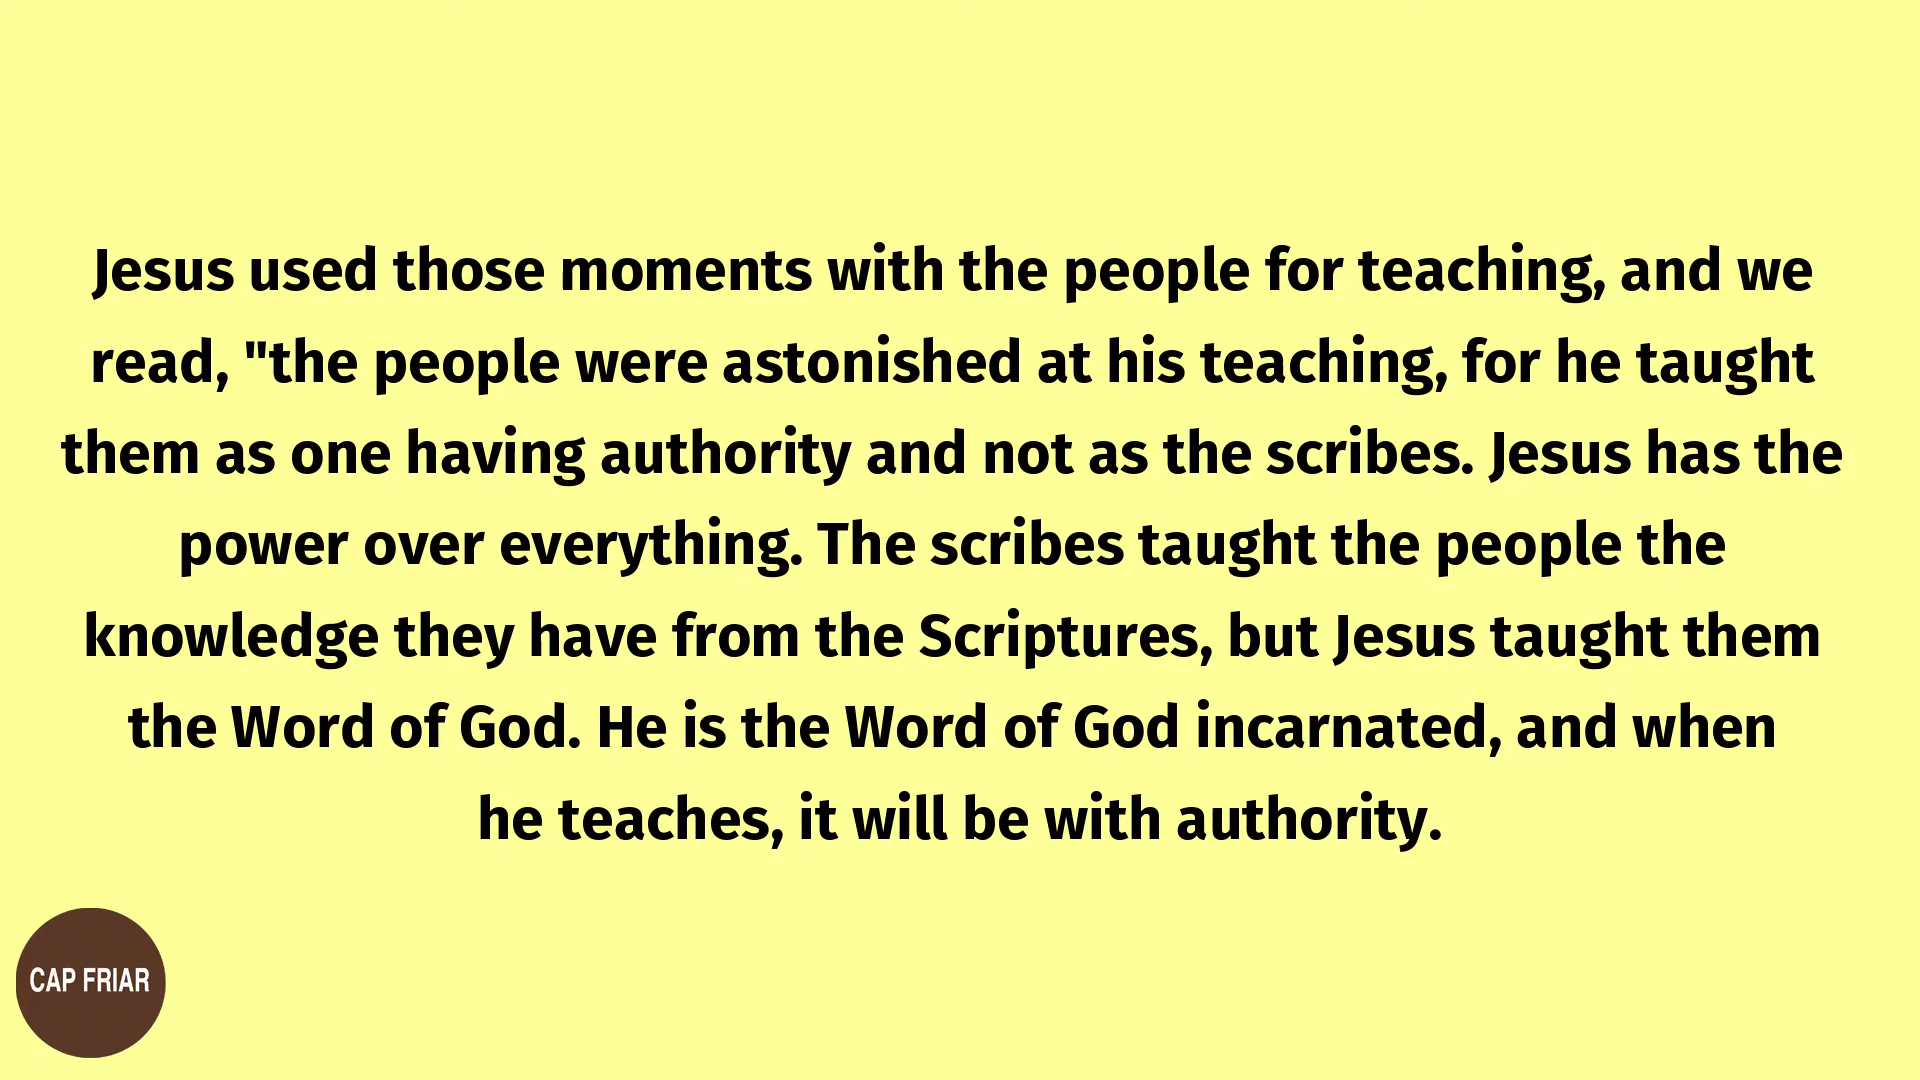 Jesus used those moments with the people for teaching, and we
read, "the people were astonished at his teaching, for he taught
them as one having authority and not as the scribes. Jesus has the
power over everything. The scribes taught the people the
knowledge they have from the Scriptures, but Jesus taught them
the Word of God. He is the Word of God incarnated, and when
he teaches, it will be with authority.
CAP FRIAR